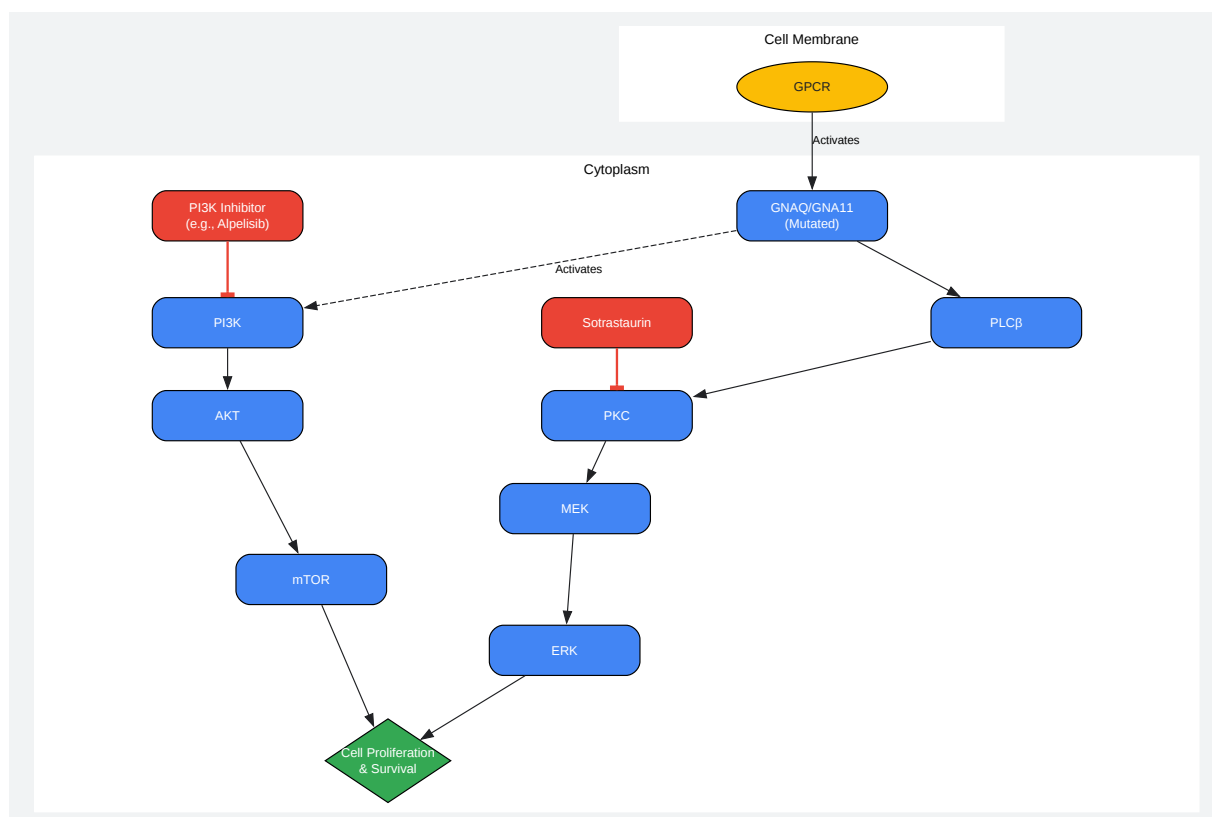 Cell Membrane
GPCR
Activates
Cytoplasm
PI3K Inhibitor
(e.g., Alpelisib)
GNAQ/GNA11
(Mutated)
Activates
PI3K
Sotrastaurin
PLCβ
AKT
PKC
MEK
mTOR
ERK
Cell Proliferation
& Survival